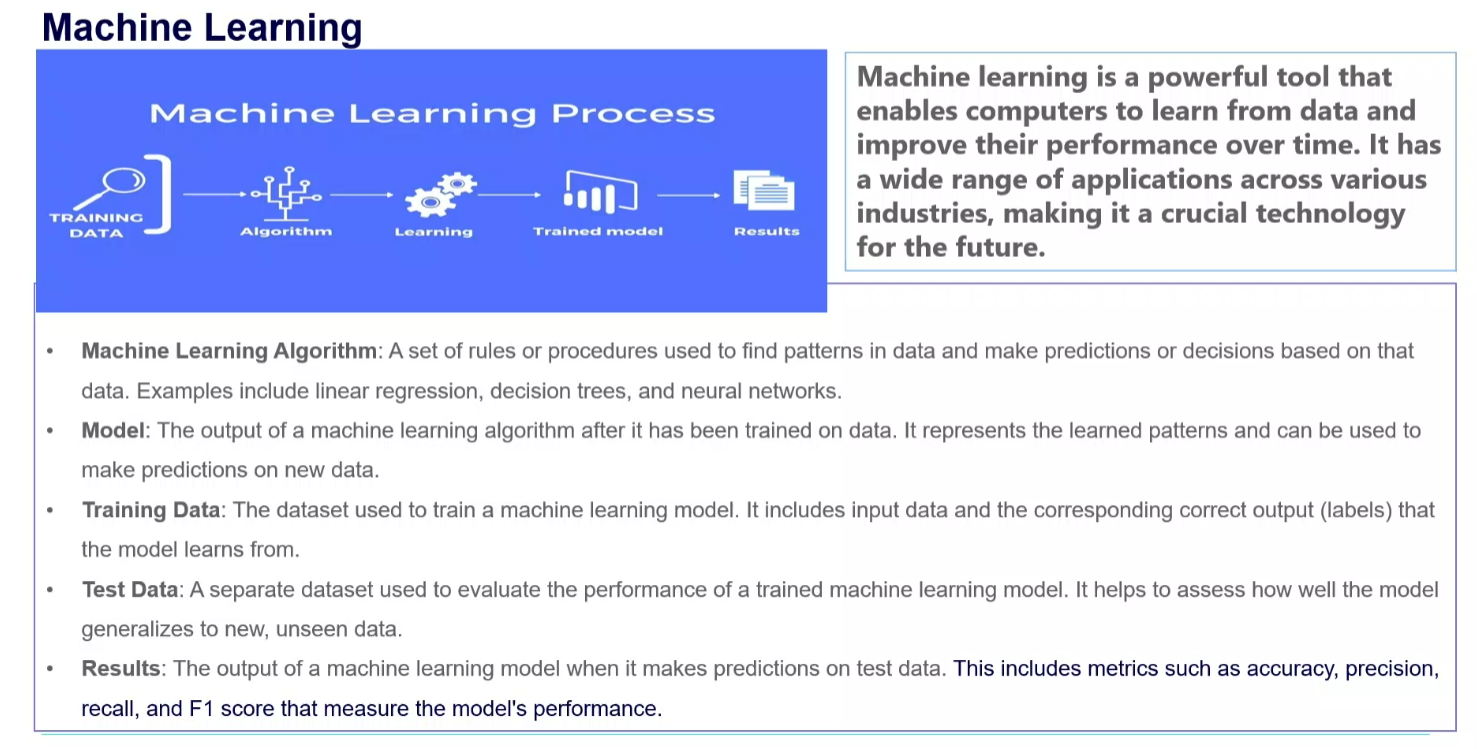 Machine Learning
Machine Learning Process
TRAINING
DATA
Algorithm
Learning
Trained model
Results
Machine learning is a powerful tool that
enables computers to learn from data and
improve their performance over time. It has
a wide range of applications across various
industries, making it a crucial technology
for the future.
• Machine Learning Algorithm: A set of rules or procedures used to find patterns in data and make predictions or decisions based on that
data. Examples include linear regression, decision trees, and neural networks.
• Model: The output of a machine learning algorithm after it has been trained on data. It represents the learned patterns and can be used to
make predictions on new data.
• Training Data: The dataset used to train a machine learning model. It includes input data and the corresponding correct output (labels) that
the model learns from.
• Test Data: A separate dataset used to evaluate the performance of a trained machine learning model. It helps to assess how well the model
generalizes to new, unseen data.
• Results: The output of a machine learning model when it makes predictions on test data. This includes metrics such as accuracy, precision,
recall, and F1 score that measure the model's performance.